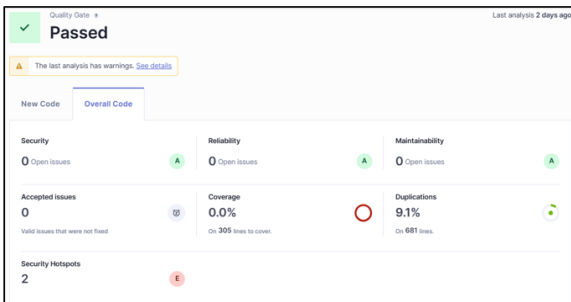 Quality Gate
Last analysis 2 days ago
Passed
The last analysis has warnings. See details
New Code
Overall Code
Security
Reliability
Maintainability
0 Open issues
A
0 Open issues
A
0 Open issues
A
Accepted issues
Coverage
Duplications
0
0.0%
9.1%
Valid issues that were not fixed
On 305 lines to cover.
On 681 lines.
Security Hotspots
2
E